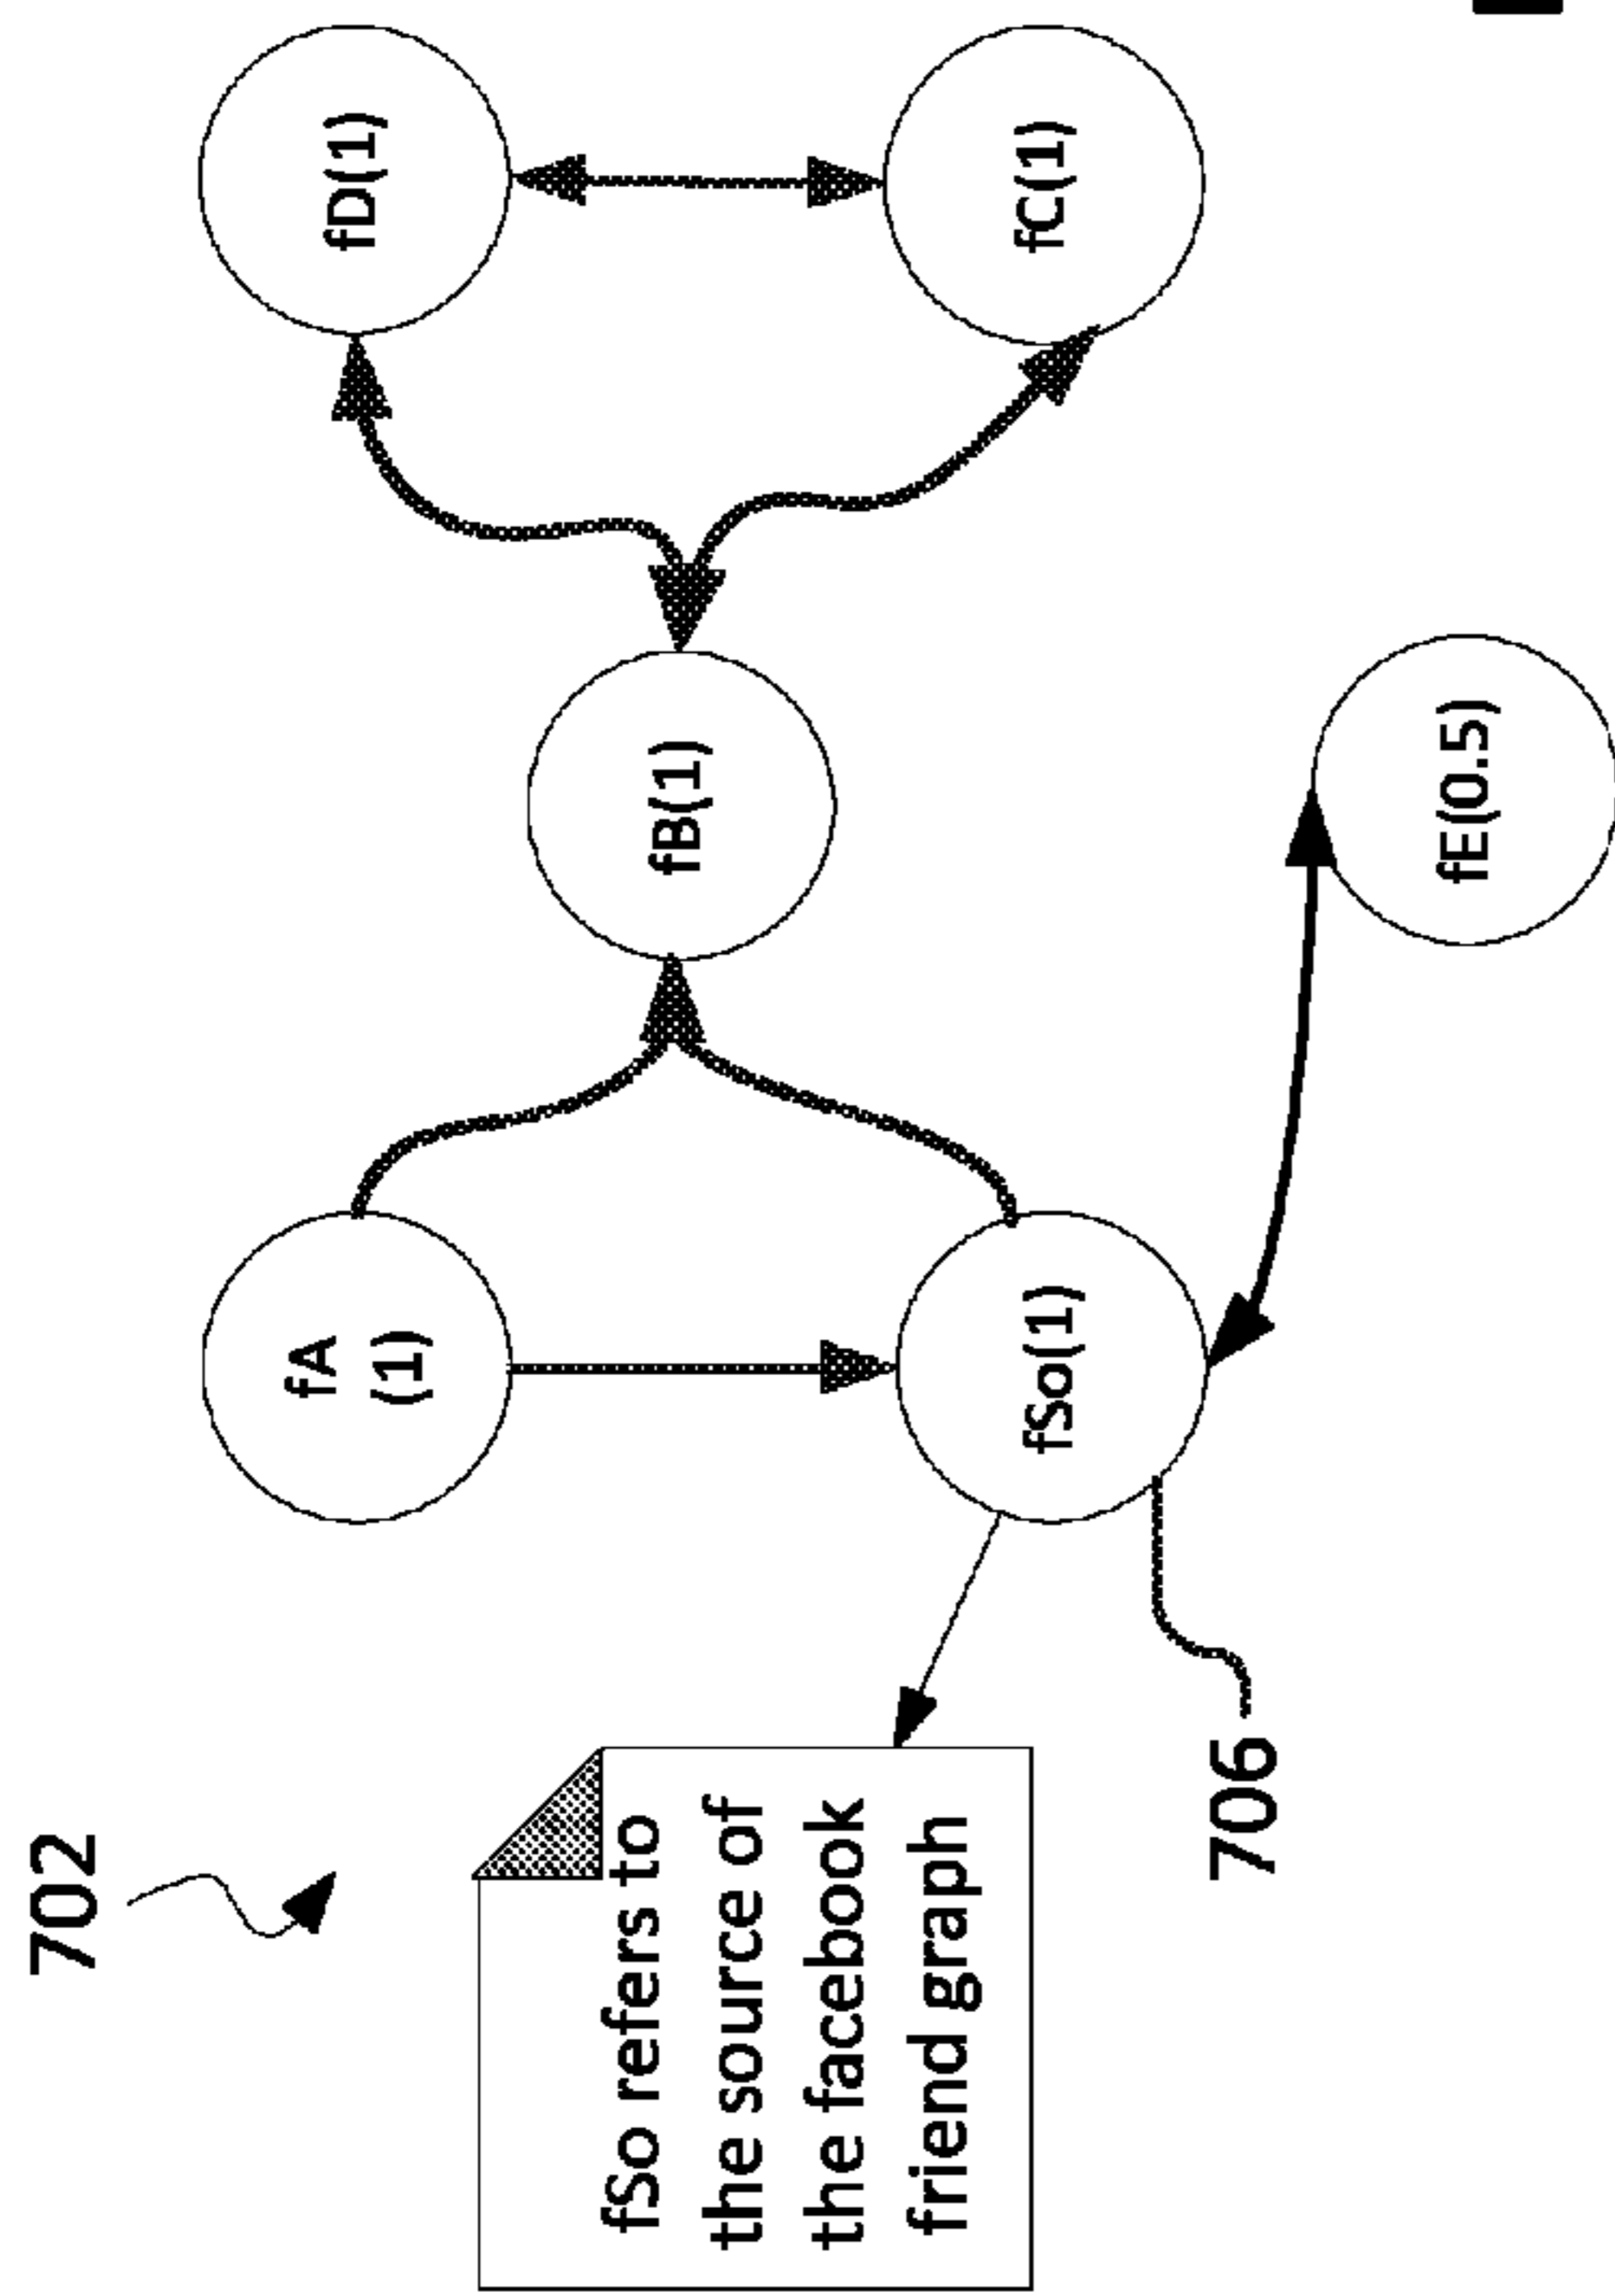 702
fSo refers to
the source of
the facebook
friend graph
706
fA
(1)
fSo(1)
fB(1)
fE(0.5)
fD(1)
fC(1)